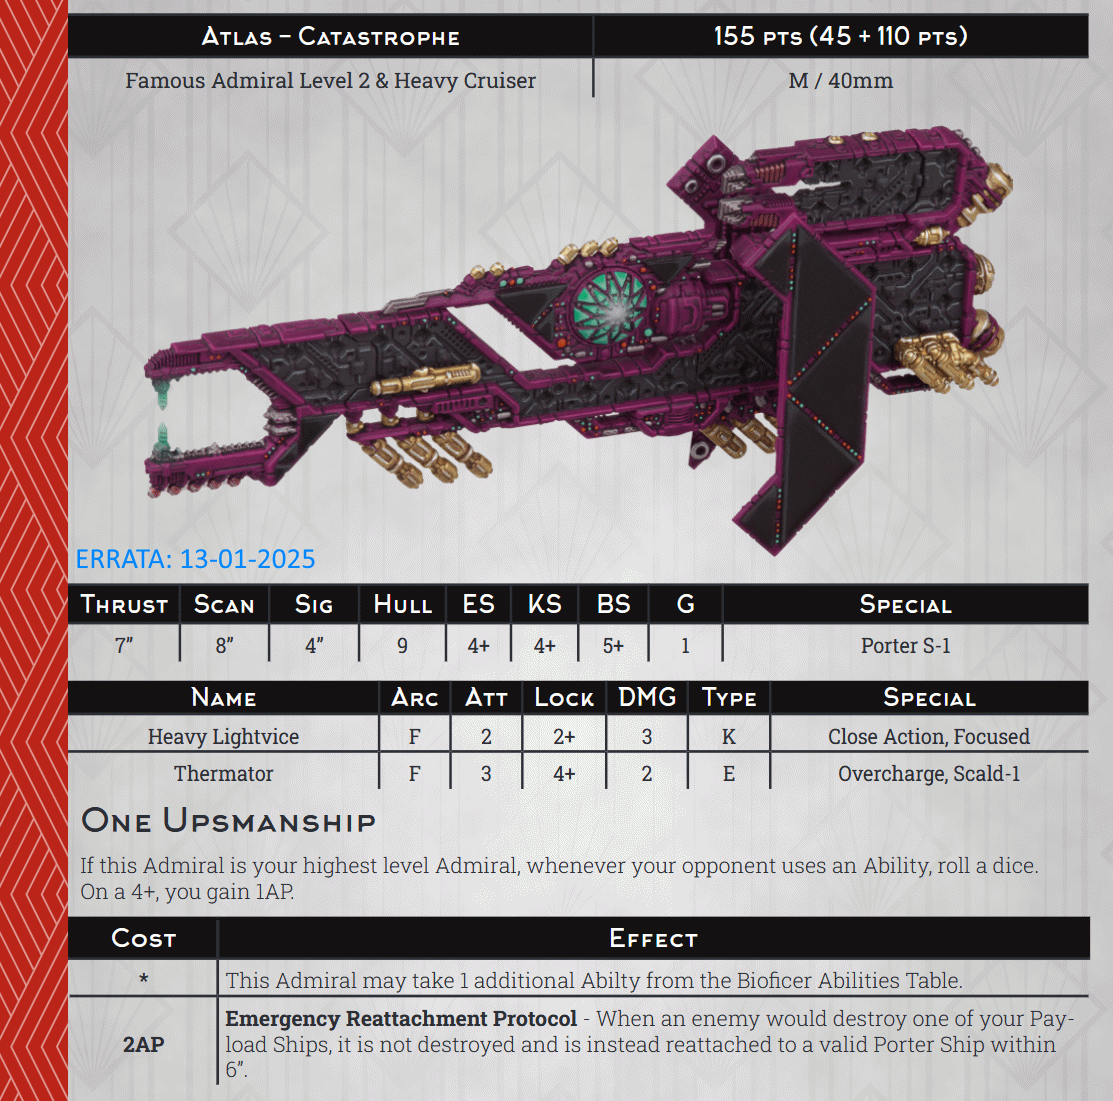 Atlas – Catastrophe 155 pts (45 + 110 pts)
Famous Admiral Level 2 & Heavy Cruiser M / 40mm
ERRATA: 13-01-2025
Thrust Scan Sig Hull ES KS BS G Special
7” 8” 4” 9 4+ 4+ 5+ 1 Porter S-1
Name Arc Att Lock DMG Type Special
Heavy Lightvice F 2 2+ 3 K Close Action, Focused
Thermator F 3 4+ 2 E Overcharge, Scald-1
One Upsmanship
If this Admiral is your highest level Admiral, whenever your opponent uses an Ability, roll a dice.
On a 4+, you gain 1AP.
Cost Effect
* This Admiral may take 1 additional Abilty from the Bioficer Abilities Table.
Emergency Reattachment Protocol - When an enemy would destroy one of your Pay-
2AP load Ships, it is not destroyed and is instead reattached to a valid Porter Ship within
6”.